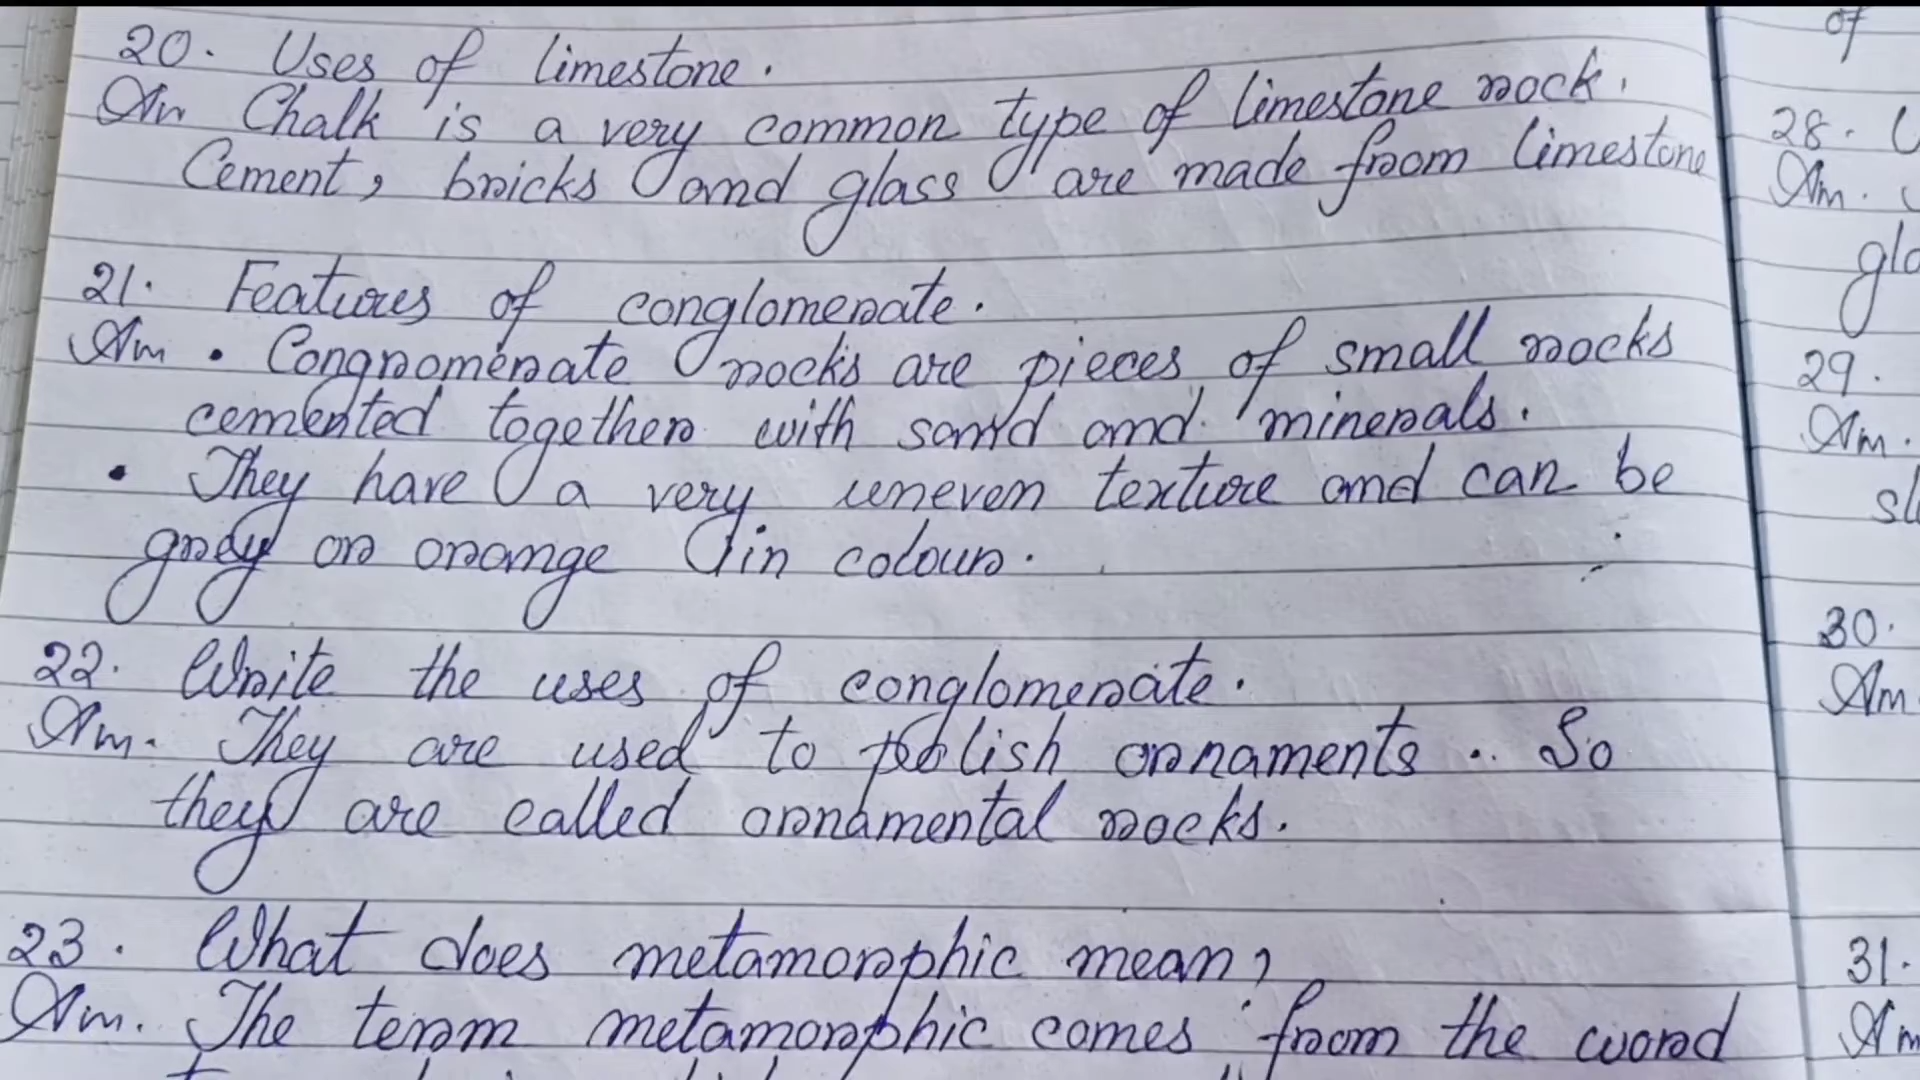 20. Uses of limestone.
Ans Chalk is a very common type of limestone rock.
Cement, bricks and glass are made from limestone
21. Features of conglomerate.
Ans • Congromerate rocks are pieces of small rocks
cemented together with sand and minerals.
• They have a very uneven texture and can be
grey or orange in colour.
22. Write the uses of conglomerate.
Ans. They are used to polish ornaments. So
they are called ornamental rocks.
23. What does metamorphic mean?
Ans. The term metamorphic comes from the word
of
28.
Ans.
29.
Ans.
30.
Ans
31.
Ans